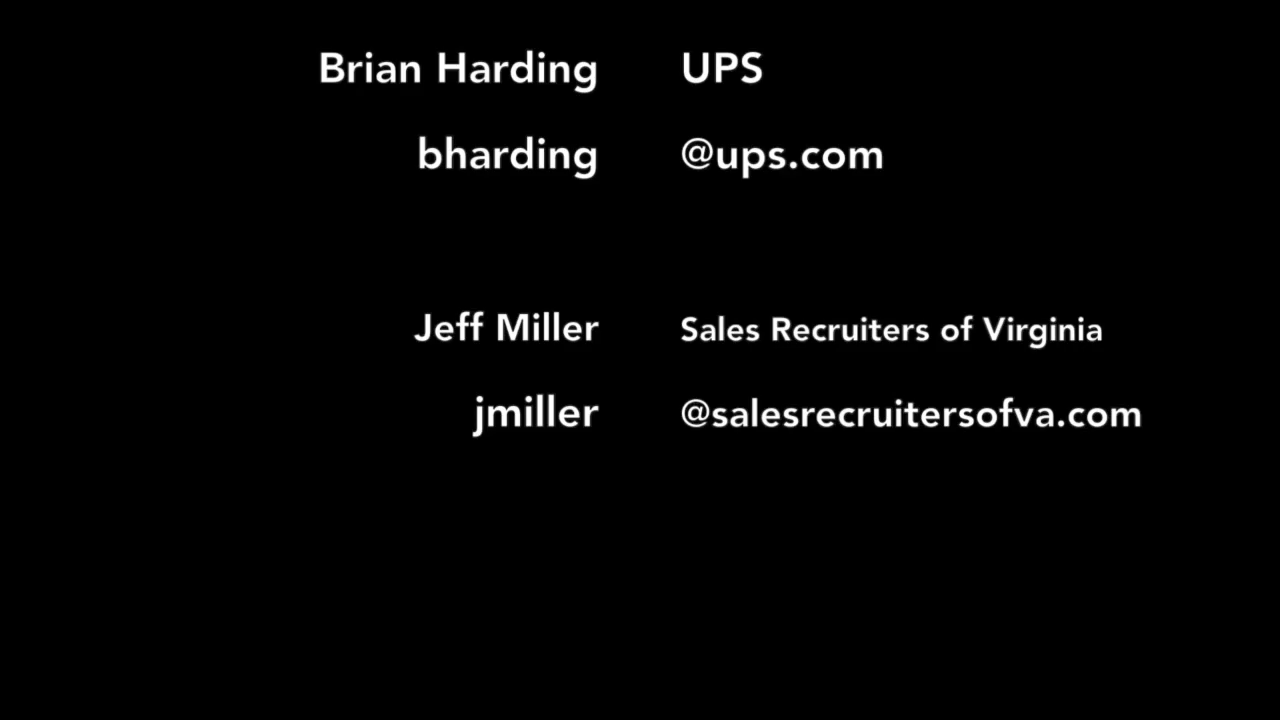 Brian Harding UPS
bharding @ups.com
Jeff Miller Sales Recruiters of Virginia
jmiller @salesrecruitersofva.com